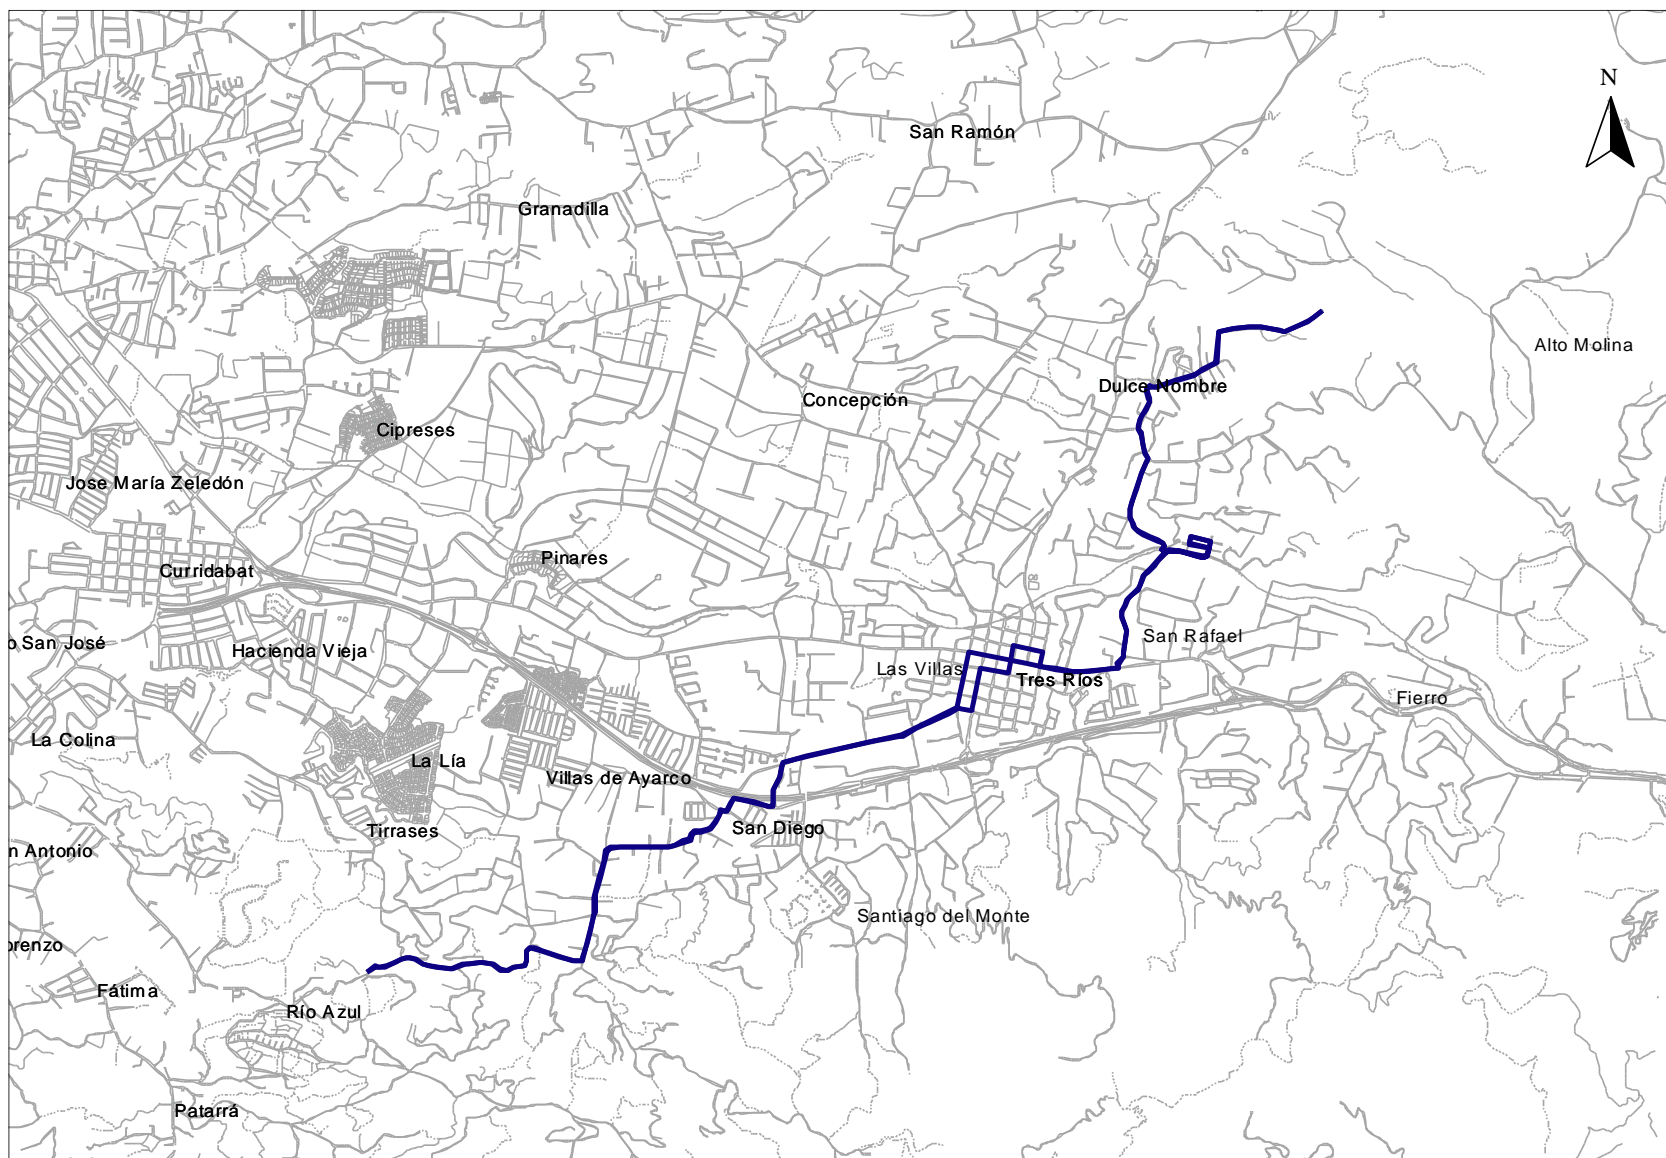 N
San Ramón
Granadilla
Alto Molina
Dulce Nombre
Concepción
Cipreses
Jose María Zeledón
Pinares
Curridabat
San Rafael
o San José
Hacienda Vieja
Las Villas
Tres Ríos
Fierro
La Colina
La Lía
Villas de Ayarco
San Diego
Tirrases
n Antonio
Santiago del Monte
orenzo
Fátima
Río Azul
Patarrá